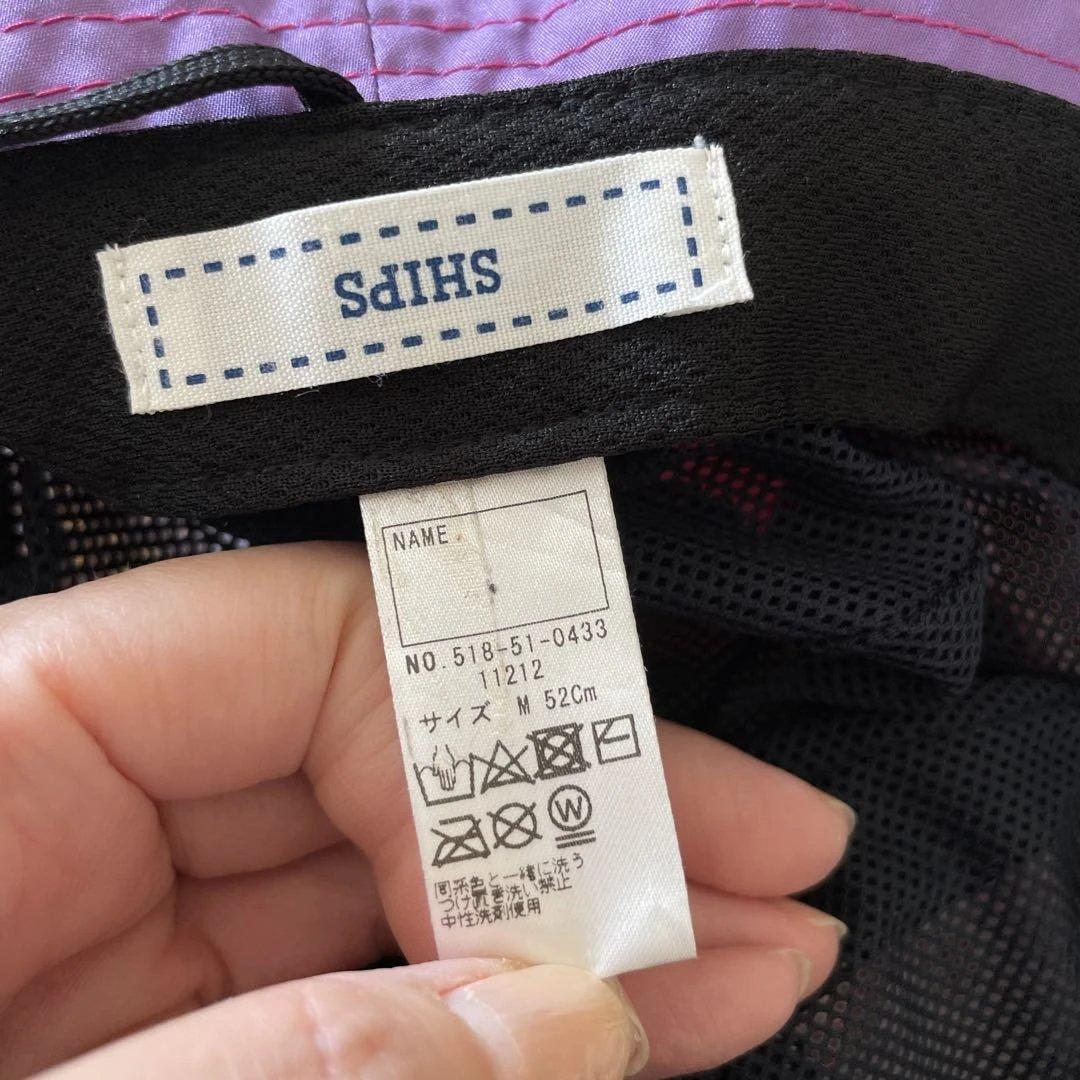 SHIPS
NAME
NO.518-51-0433
11212
サイズ M 52Cm
W
同系色と一緒に洗う
つけ置き洗い禁止
中性洗剤使用